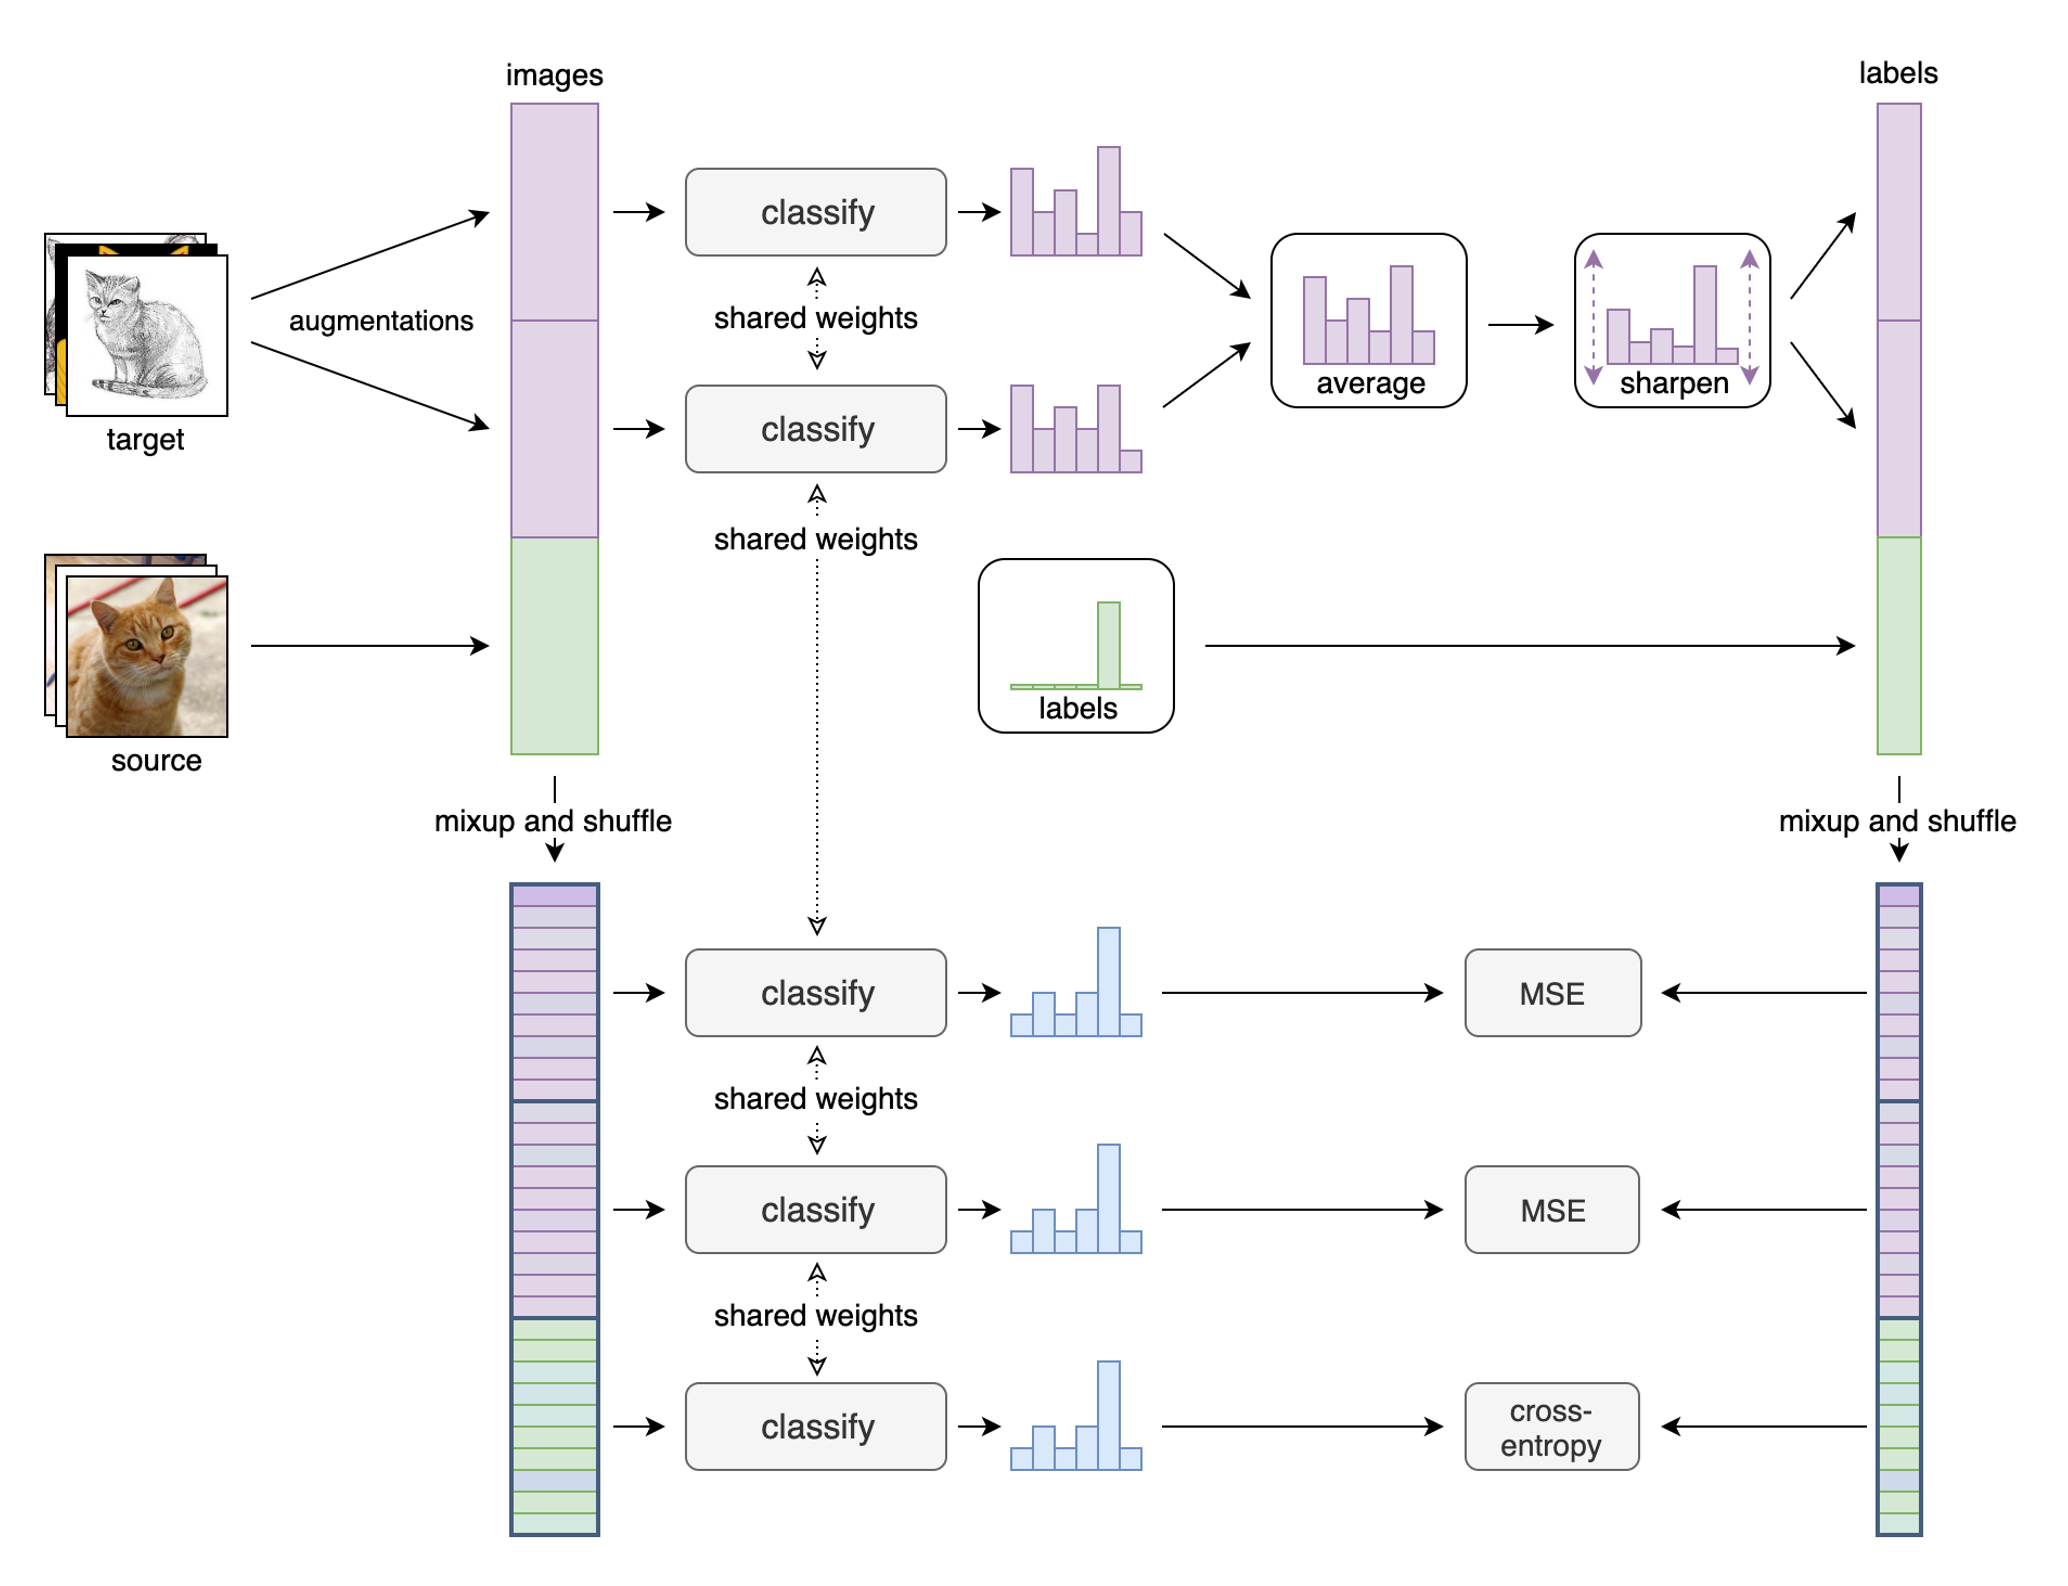 images
labels
classify
augmentations
shared weights
average
sharpen
classify
target
shared weights
labels
source
mixup and shuffle
mixup and shuffle
classify
MSE
shared weights
classify
MSE
shared weights
classify
cross-
entropy